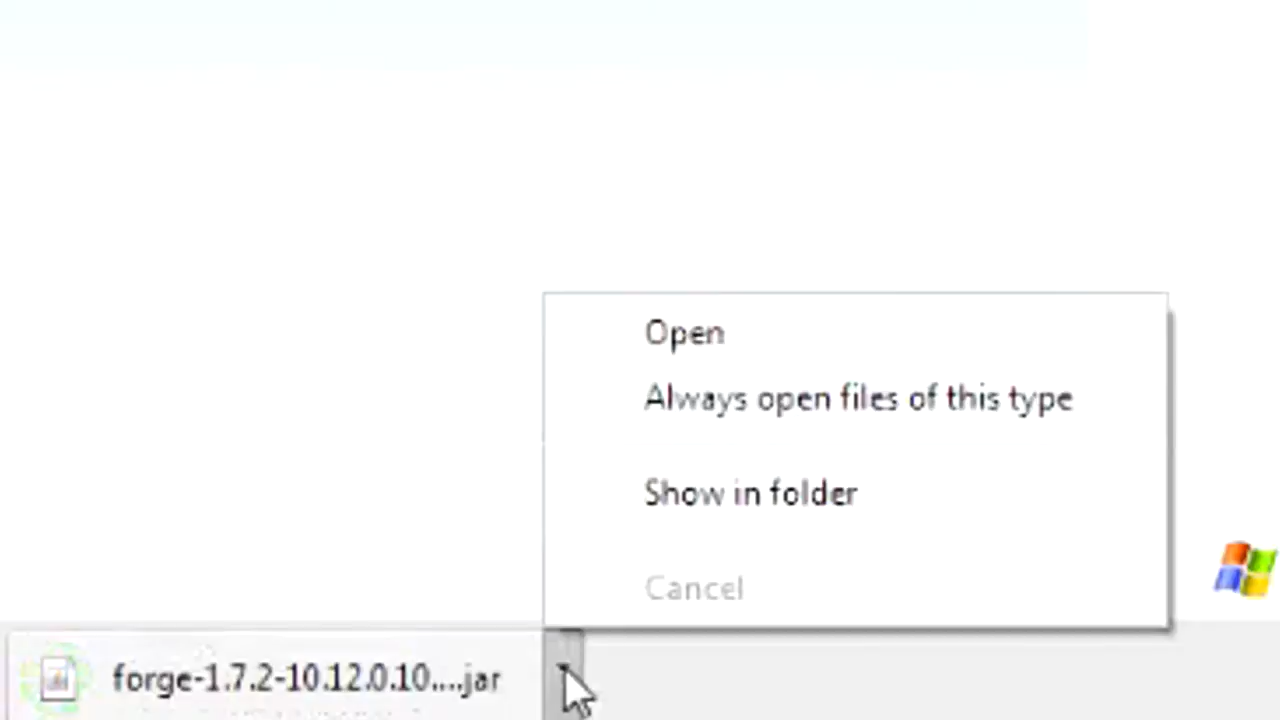 Open
Always open files of this type
Show in folder
Cancel
forge-1.7.2-10.12.0.10....jar